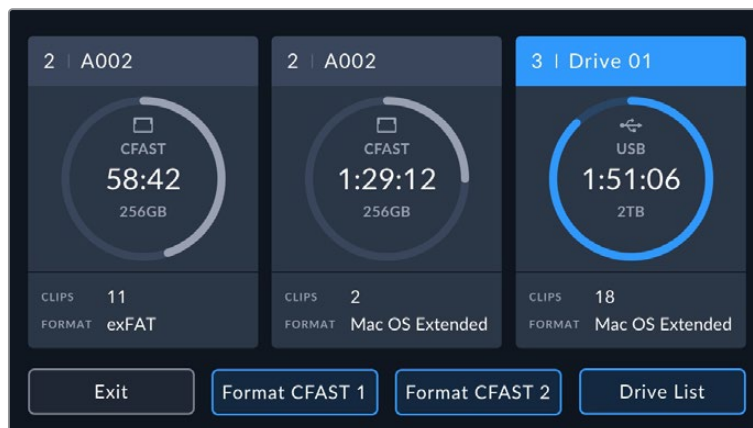 2 | A002
CFAST
58:42
256GB
CLIPS 11
FORMAT exFAT
2 | A002
CFAST
1:29:12
256GB
CLIPS 2
FORMAT Mac OS Extended
3 | Drive 01
USB
1:51:06
2TB
CLIPS 18
FORMAT Mac OS Extended
Exit
Format CFAST 1
Format CFAST 2
Drive List